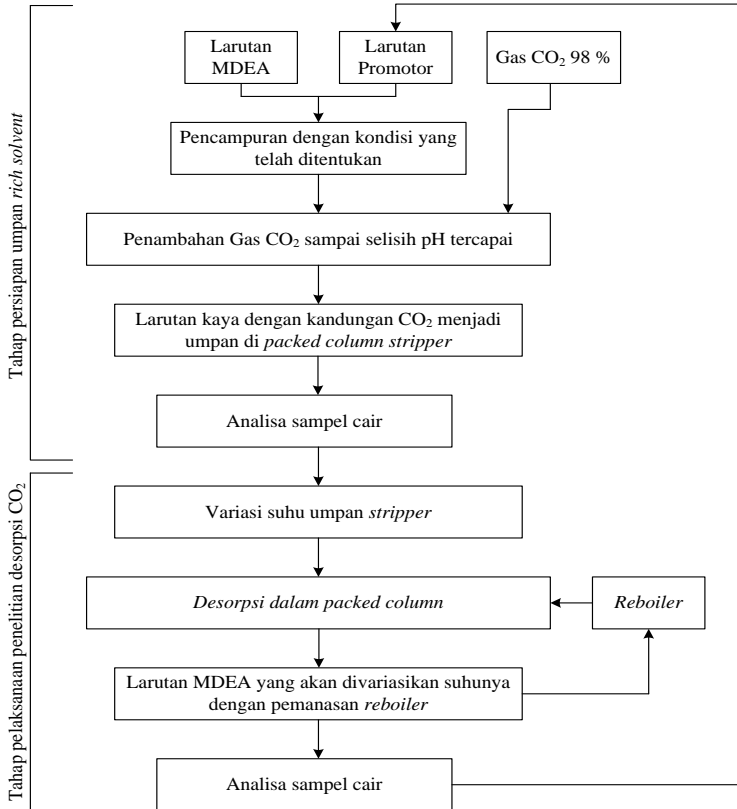 Tahap persiapan umpan rich solvent
Larutan
MDEA
Larutan
Promotor
Gas CO₂ 98 %
Pencampuran dengan kondisi yang
telah ditentukan
Penambahan Gas CO₂ sampai selisih pH tercapai
Larutan kaya dengan kandungan CO₂ menjadi
umpan di packed column stripper
Analisa sampel cair
Tahap pelaksanaan penelitian desorpsi CO₂
Variasi suhu umpan stripper
Desorpsi dalam packed column
Reboiler
Larutan MDEA yang akan divariasikan suhunya
dengan pemanasan reboiler
Analisa sampel cair